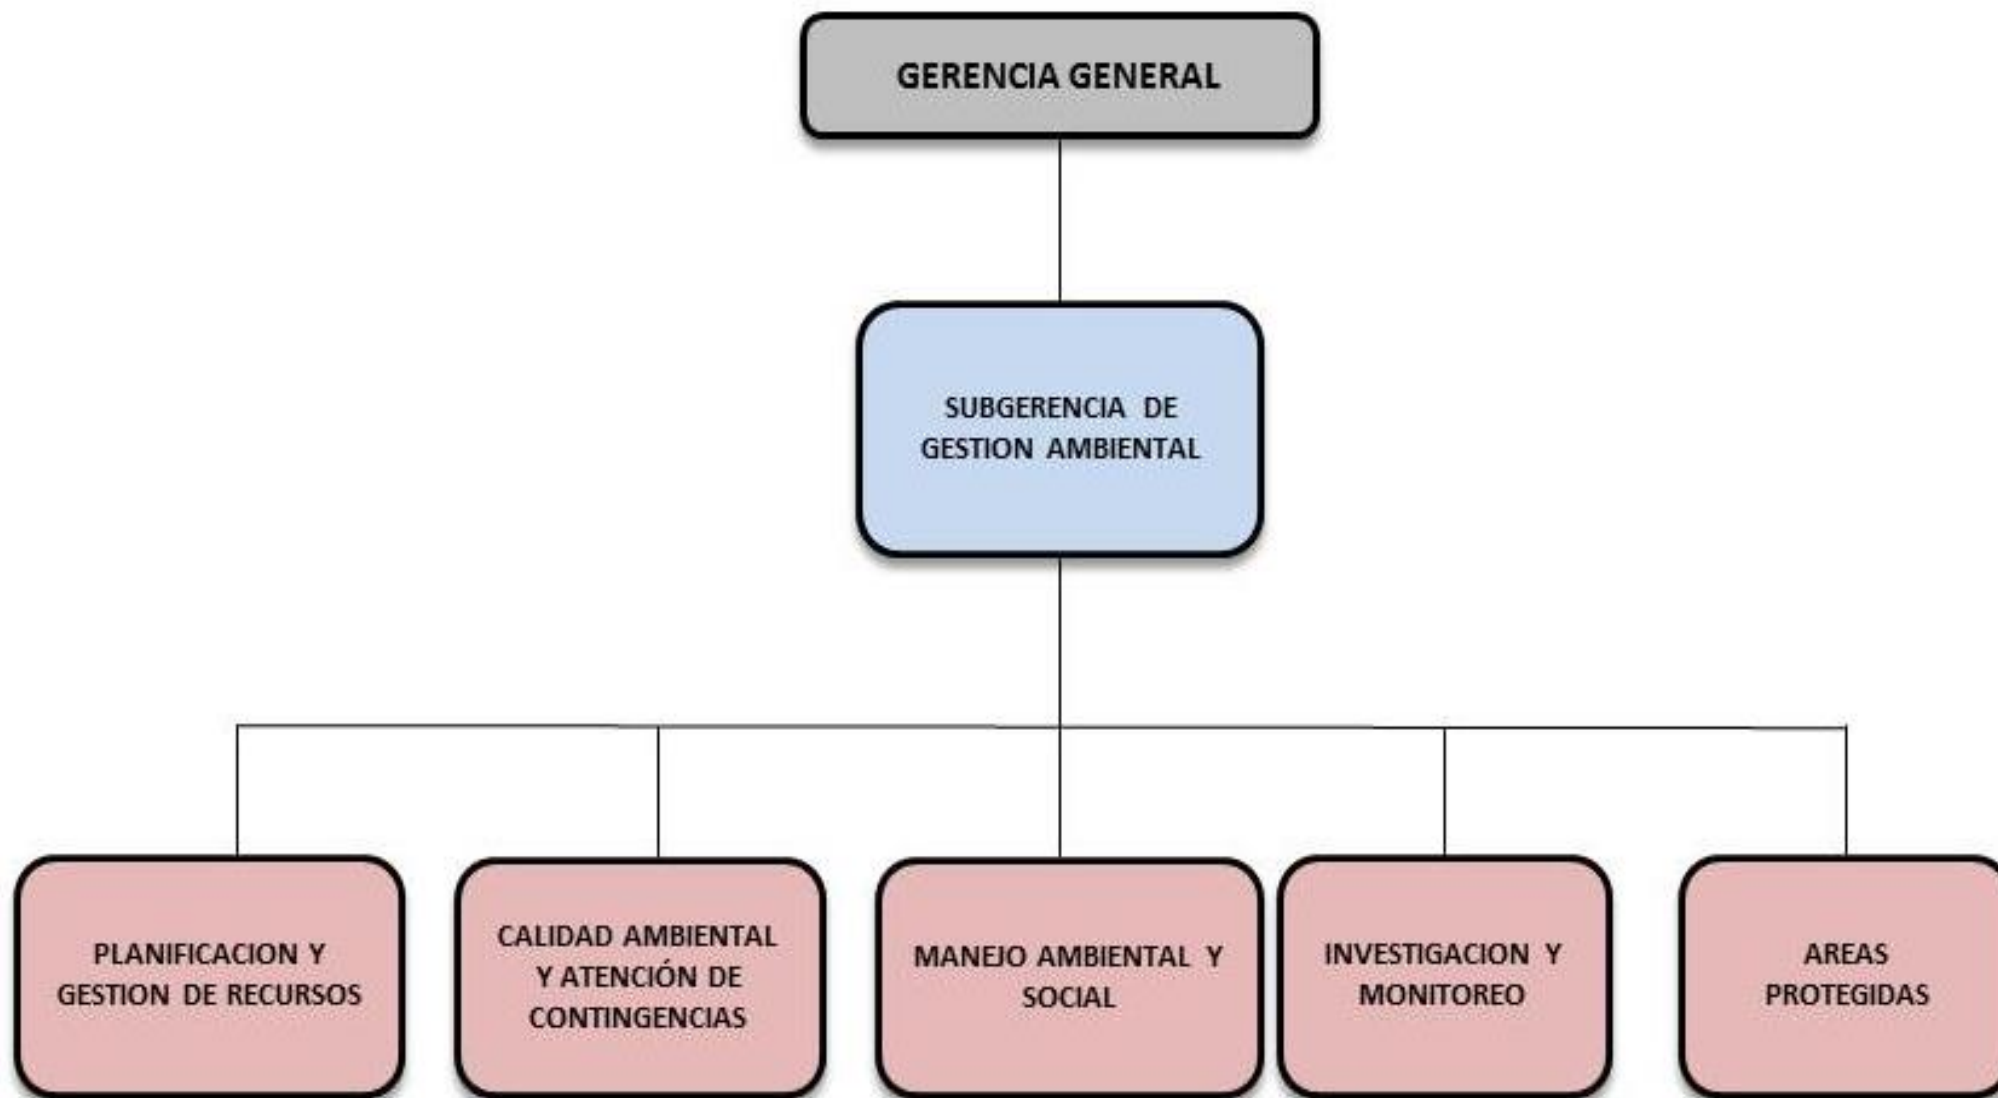 GERENCIA GENERAL
SUBGERENCIA DE
GESTION AMBIENTAL
PLANIFICACION Y
GESTION DE RECURSOS
CALIDAD AMBIENTAL
Y ATENCIÓN DE
CONTINGENCIAS
MANEJO AMBIENTAL Y
SOCIAL
INVESTIGACION Y
MONITOREO
AREAS
PROTEGIDAS